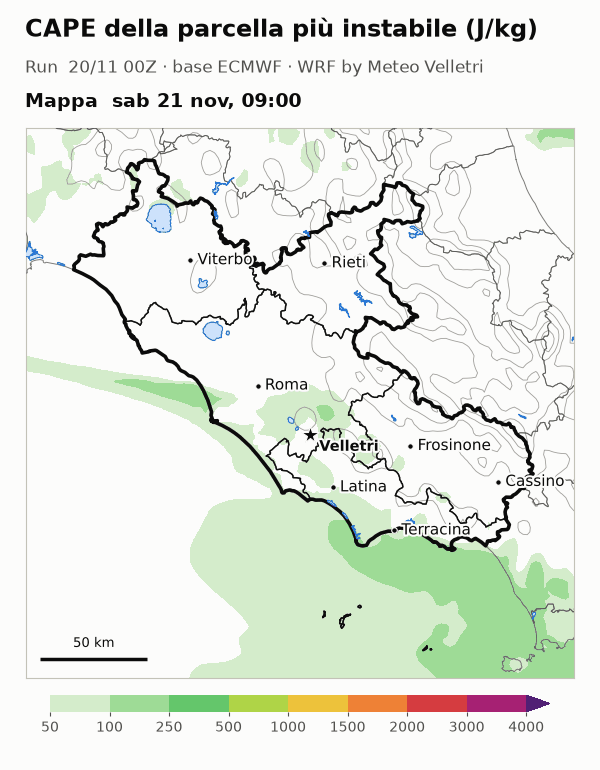 CAPE della parcella più instabile (J/kg)
Run  20/11 00Z · base ECMWF · WRF by Meteo Velletri
Mappa  sab 21 nov, 09:00
Viterbo
Rieti
Roma
Velletri
Frosinone
Latina
Cassino
Terracina
50 km
50 100 250 500 1000 1500 2000 3000 4000